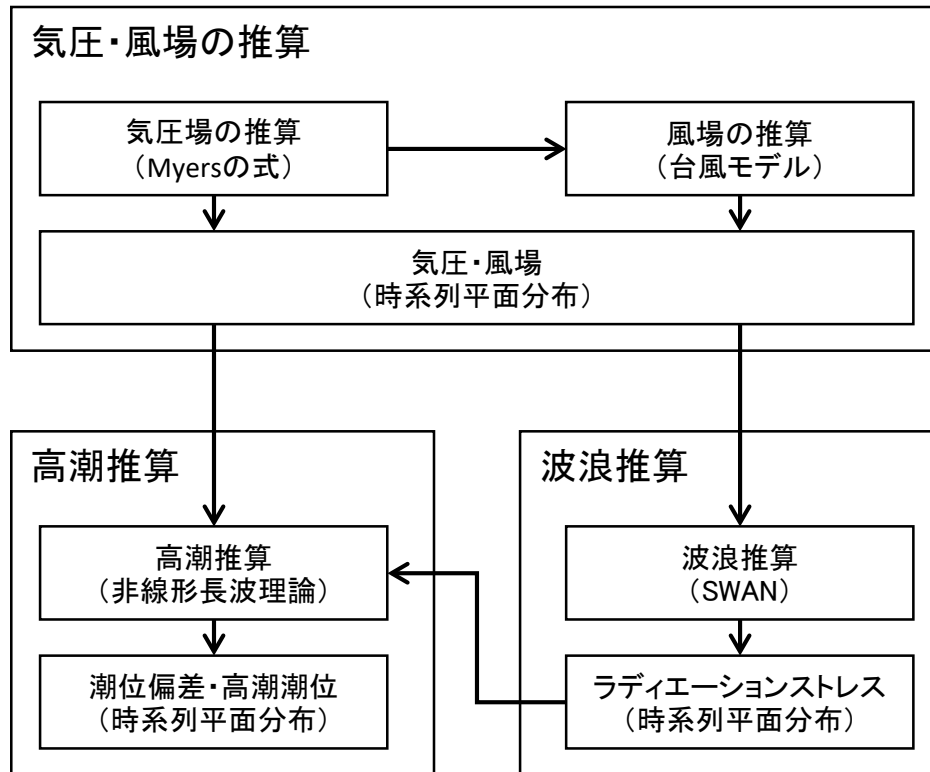 気圧・風場の推算
気圧場の推算
（Myersの式）
風場の推算
（台風モデル）
気圧・風場
（時系列平面分布）
高潮推算
高潮推算
（非線形長波理論）
潮位偏差・高潮潮位
（時系列平面分布）
波浪推算
波浪推算
（SWAN）
ラディエーションストレス
（時系列平面分布）